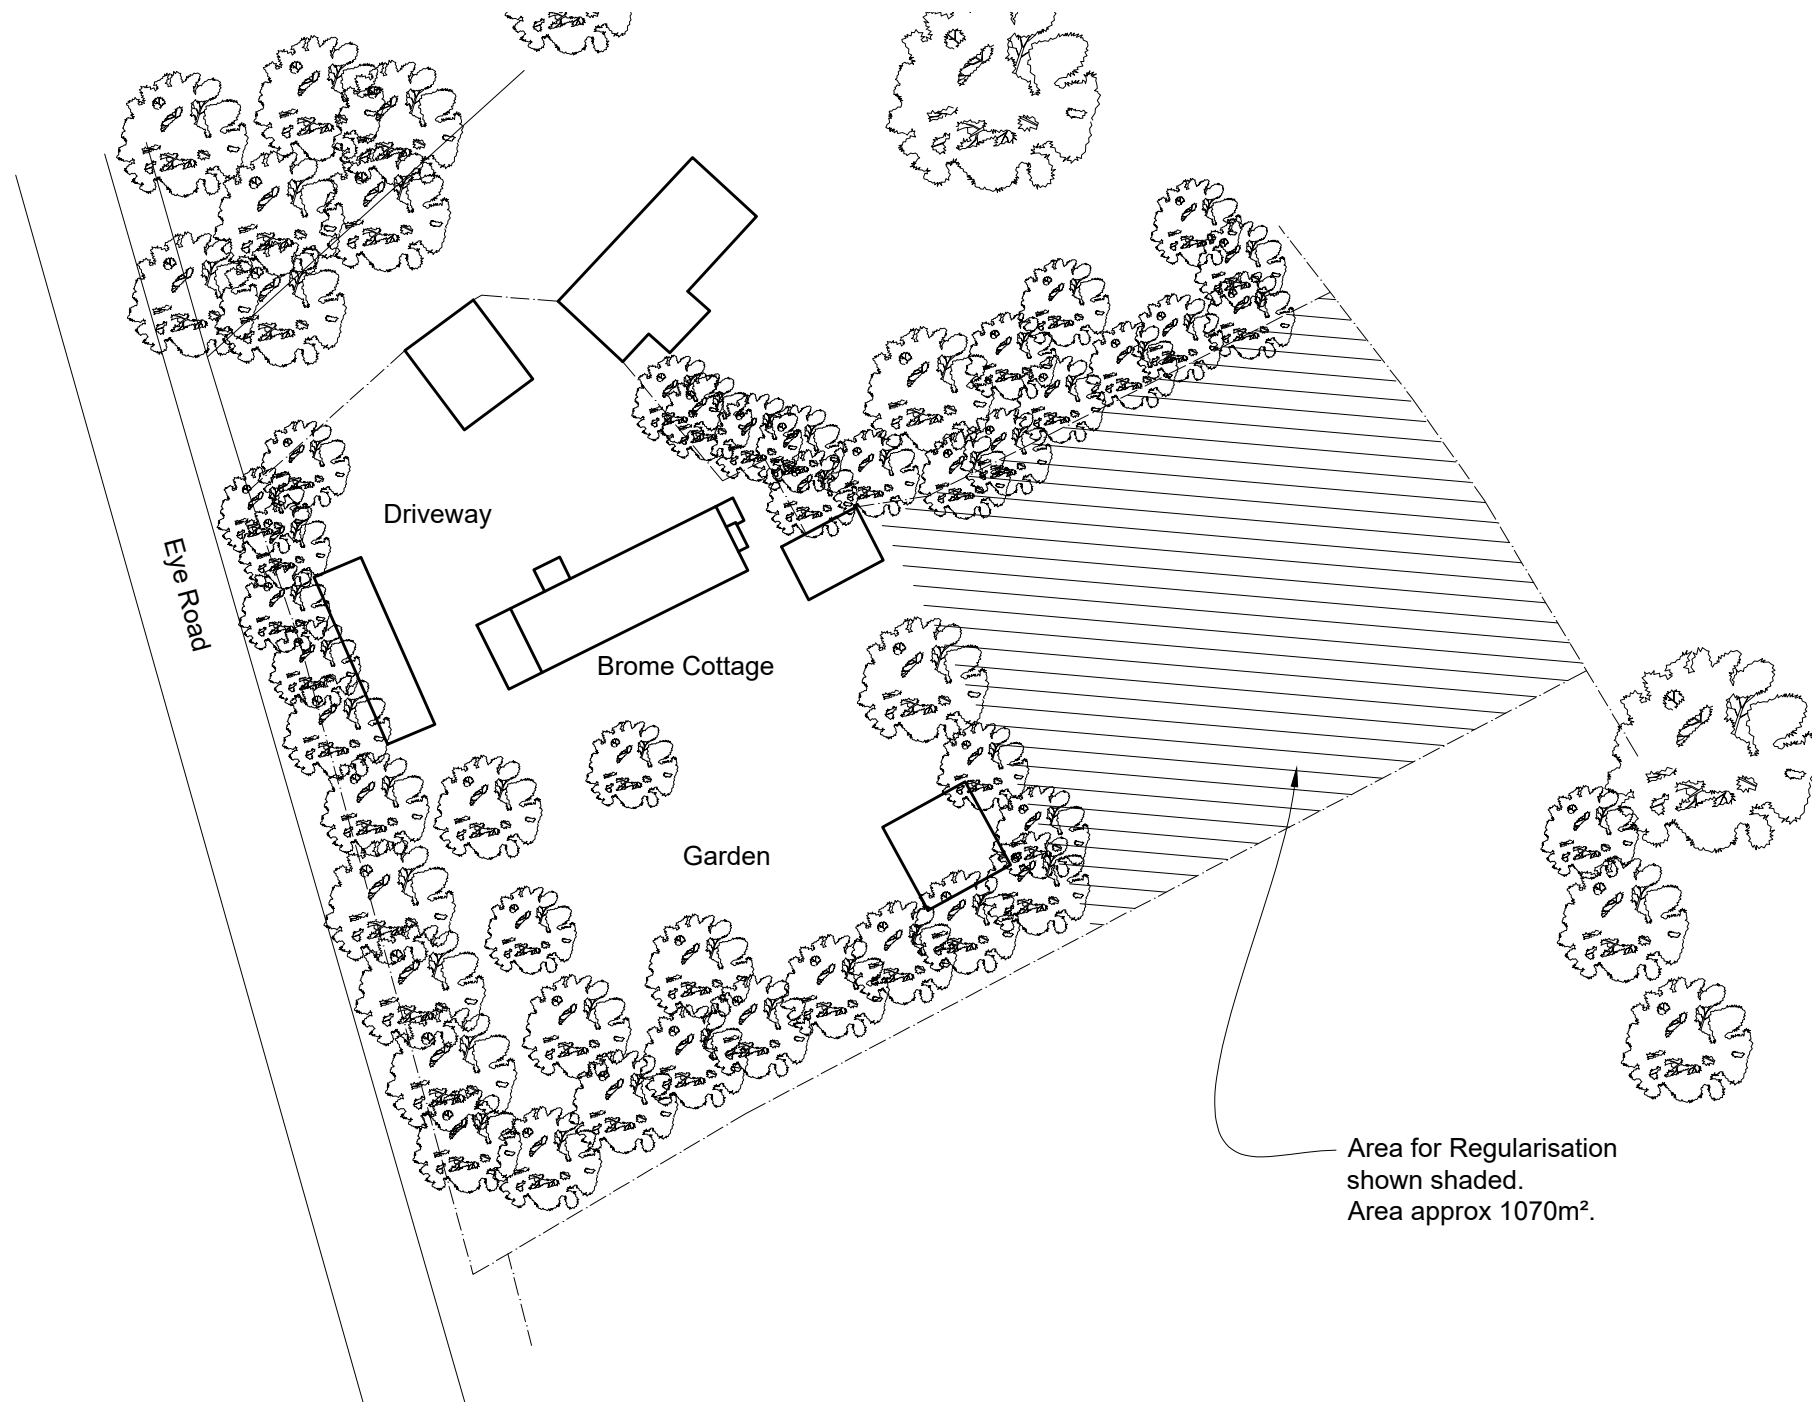 Driveway
Eye Road
Brome Cottage
Garden
Area for Regularisation
shown shaded.
Area approx 1070m².